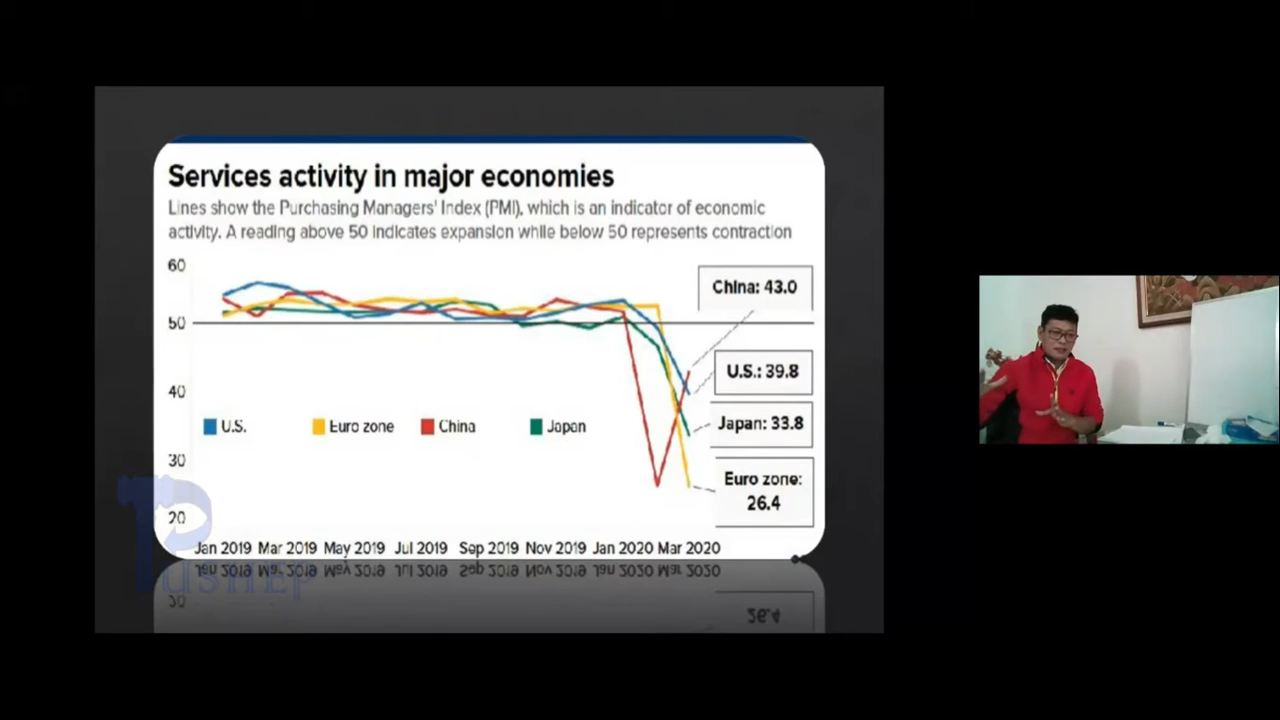 Services activity in major economies
Lines show the Purchasing Managers' Index (PMI), which is an indicator of economic
activity. A reading above 50 indicates expansion while below 50 represents contraction
60
50
40
30
20
China: 43.0
U.S.: 39.8
Japan: 33.8
Euro zone:
26.4
U.S.
Euro zone
China
Japan
Jan 2019 Mar 2019 May 2019 Jul 2019 Sep 2019 Nov 2019 Jan 2020 Mar 2020
PUSHEP